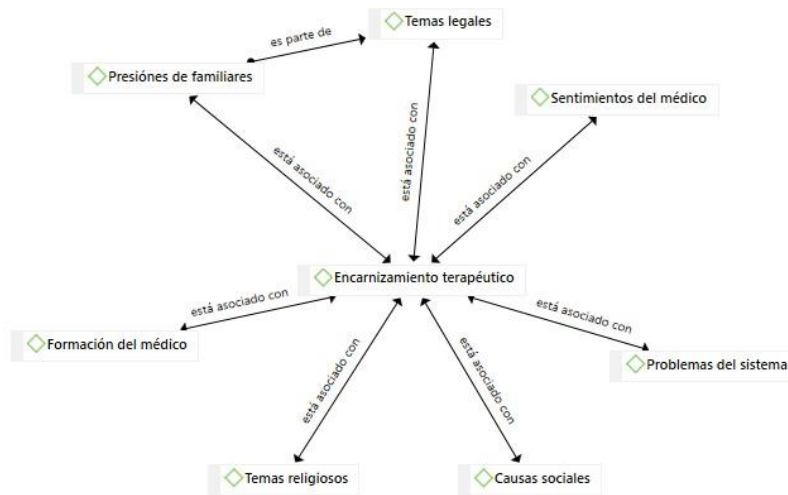 Temas legales
es parte de
Presiónes de familiares
Sentimientos del médico
está asociado con
está asociado con
está asociado con
Encarnizamiento terapéutico
está asociado con
está asociado con
Formación del médico
está asociado con
está asociado con
Problemas del sistema
Temas religiosos
Causas sociales